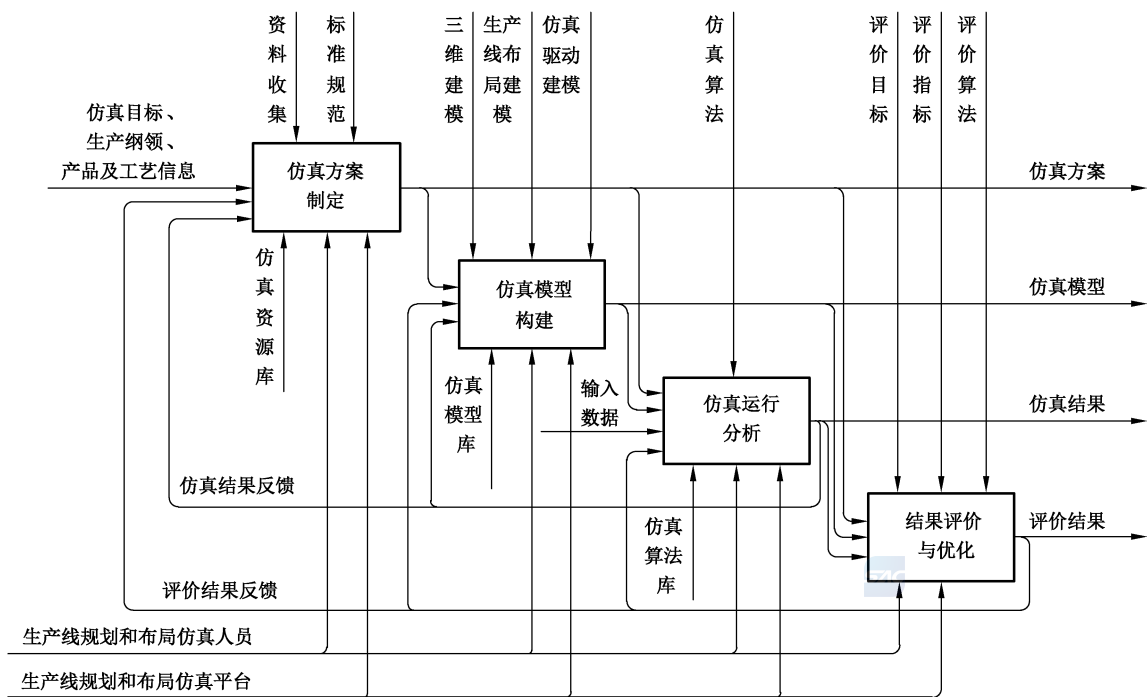 资料收集
标准规范
三维建模
生产线布局建模
仿真驱动建模
仿真算法
评价目标
评价指标
评价算法
仿真目标、
生产纲领、
产品及工艺信息
仿真方案
制定
仿真方案
仿真资源库
仿真模型
构建
仿真模型
仿真
模型
库
输入
数据
仿真运行
分析
仿真结果
仿真结果反馈
仿真
算法
库
结果评价
与优化
评价结果
评价结果反馈
生产线规划和布局仿真人员
生产线规划和布局仿真平台